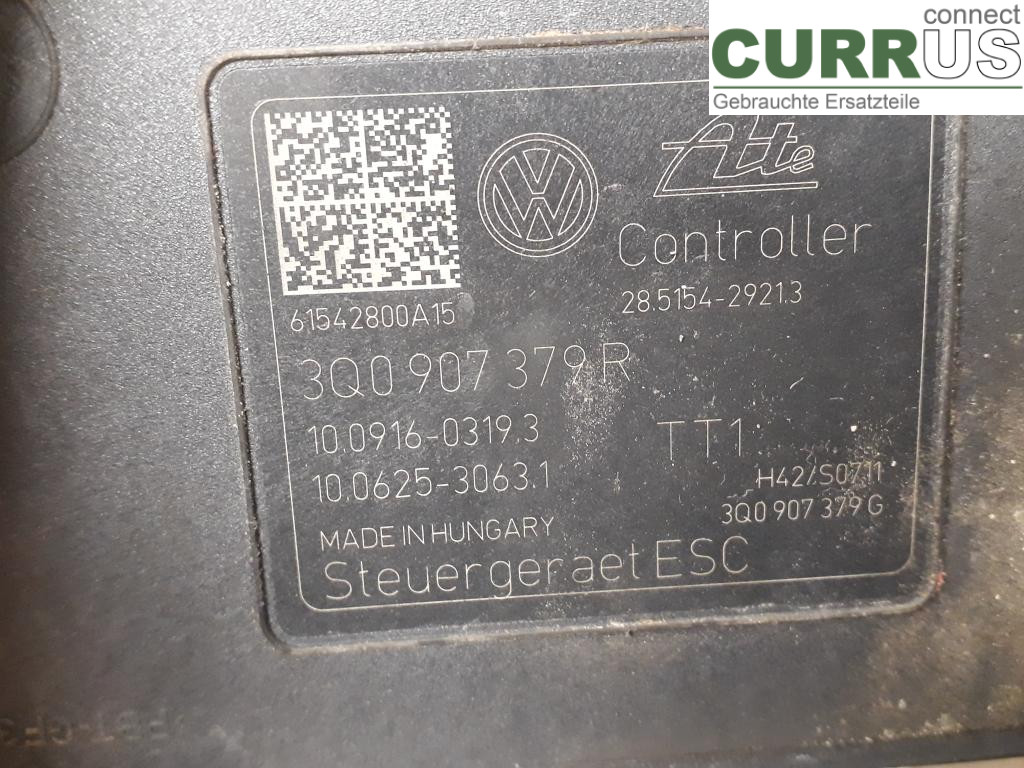 connect
CURRUS
Gebrauchte Ersatzteile
Ate
Controller
28.5154-2921.3
61542800A15
3Q0 907 379 R
10.0916-0319.3
TT1
10.0625-3063.1
H42/S0711
3Q0 907 379 G
MADE IN HUNGARY
Steuergeraet ESC